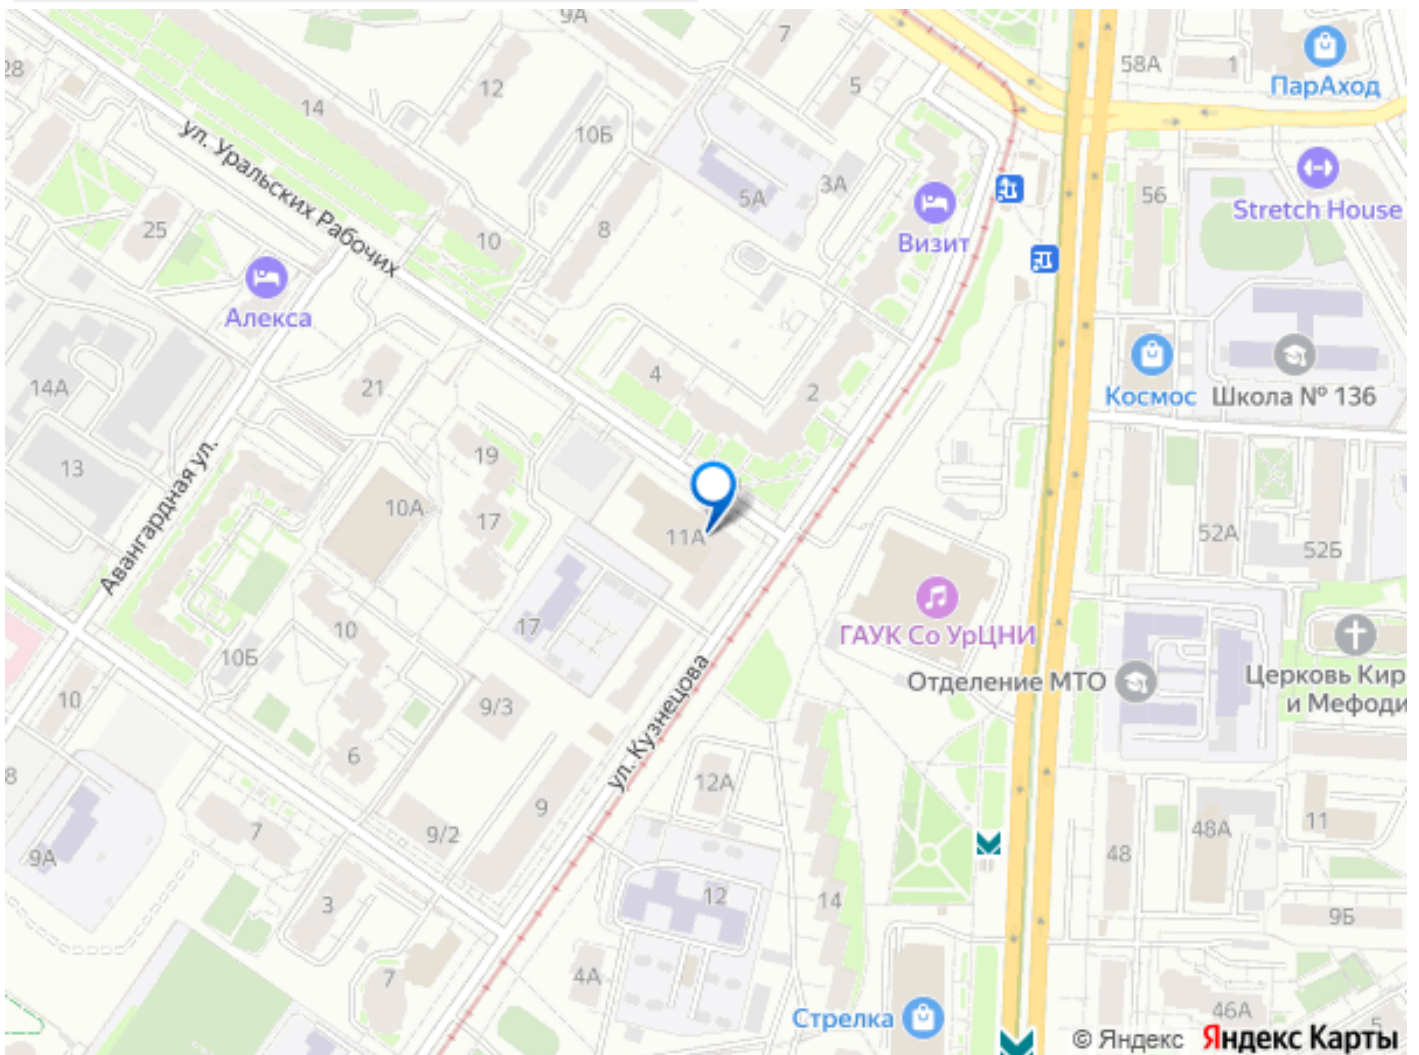 9А
7
28
14
12
10Б
5
58А
1
ПарАход
ул. Уральских Рабочих
5А
3А
56
Stretch House
25
10
8
Визит
Алекса
14А
21
4
2
Космос
Школа № 136
13
19
Авангардная ул.
10А
17
11А
52А
52Б
17
10
10Б
ГАУК Со УрЦНИ
Отделение МТО
Церковь Кир
и Мефоди
10
9/3
ул. Кузнецова
6
8
12А
9
7
9/2
9А
48
48А
11
3
12
14
9Б
7
4А
Стрелка
46А
5
© Яндекс Яндекс Карты